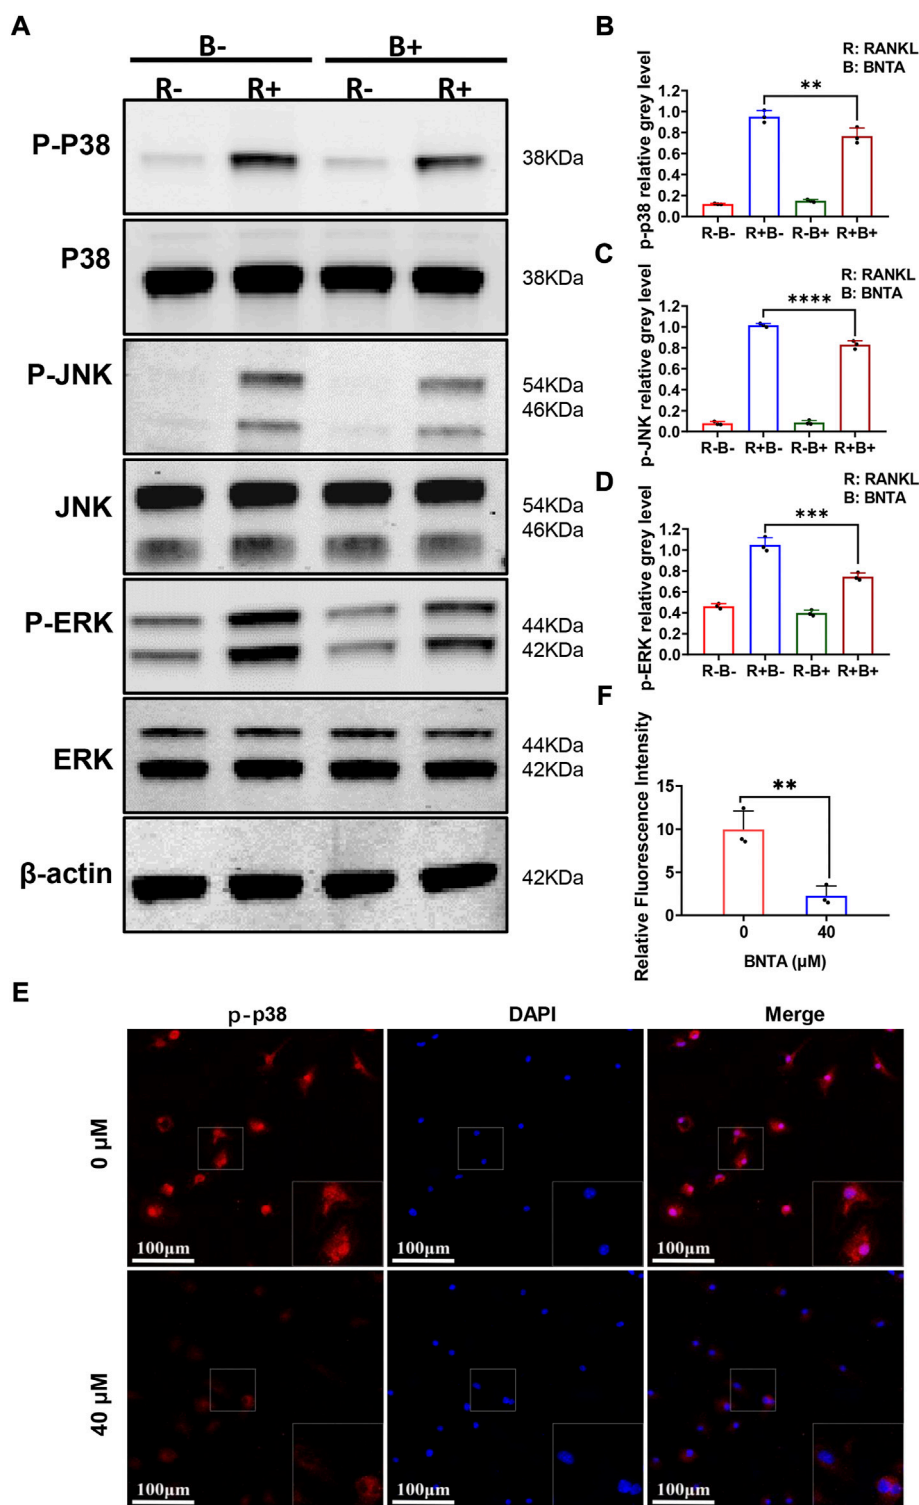 A
B- B+
R- R+ R- R+
P-P38 38KDa
P38 38KDa
P-JNK 54KDa
46KDa
JNK 54KDa
46KDa
P-ERK 44KDa
42KDa
ERK 44KDa
42KDa
β-actin 42KDa
B
R: RANKL
B: BNTA
p-p38 relative grey level
1.2
1.0
0.8
0.6
0.4
0.2
0.0
**
R-B- R+B- R-B+ R+B+
C
R: RANKL
B: BNTA
p-JNK relative grey level
1.2
1.0
0.8
0.6
0.4
0.2
0.0
****
R-B- R+B- R-B+ R+B+
D
R: RANKL
B: BNTA
p-ERK relative grey level
1.2
1.0
0.8
0.6
0.4
0.2
0.0
***
R-B- R+B- R-B+ R+B+
F
Relative Fluorescence Intensity
15
10
5
0
**
0 40
BNTA (μM)
E
p-p38 DAPI Merge
0 μM
100μm 100μm 100μm
40 μM
100μm 100μm 100μm